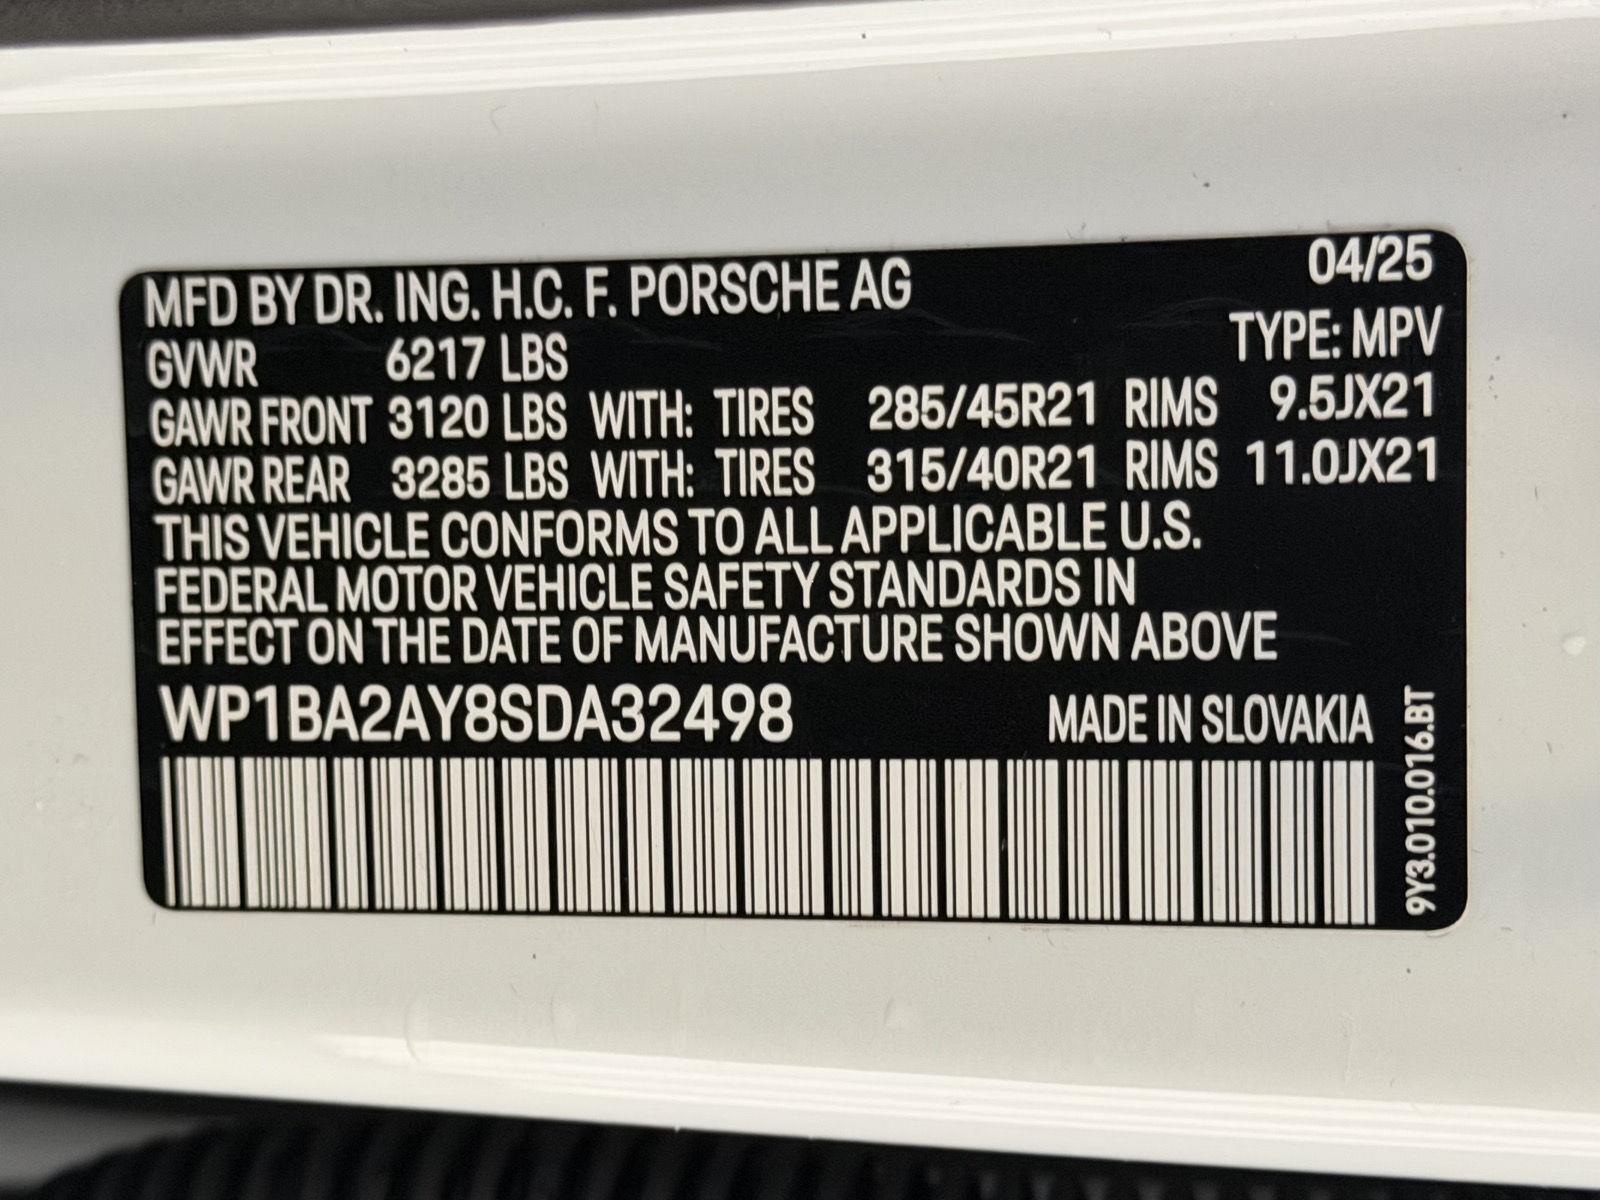 MFD BY DR. ING. H.C. F. PORSCHE AG 04/25
GVWR 6217 LBS TYPE: MPV
GAWR FRONT 3120 LBS WITH: TIRES 285/45R21 RIMS 9.5JX21
GAWR REAR 3285 LBS WITH: TIRES 315/40R21 RIMS 11.0JX21
THIS VEHICLE CONFORMS TO ALL APPLICABLE U.S.
FEDERAL MOTOR VEHICLE SAFETY STANDARDS IN
EFFECT ON THE DATE OF MANUFACTURE SHOWN ABOVE
WP1BA2AY8SDA32498 MADE IN SLOVAKIA
9Y3.010.016.BT